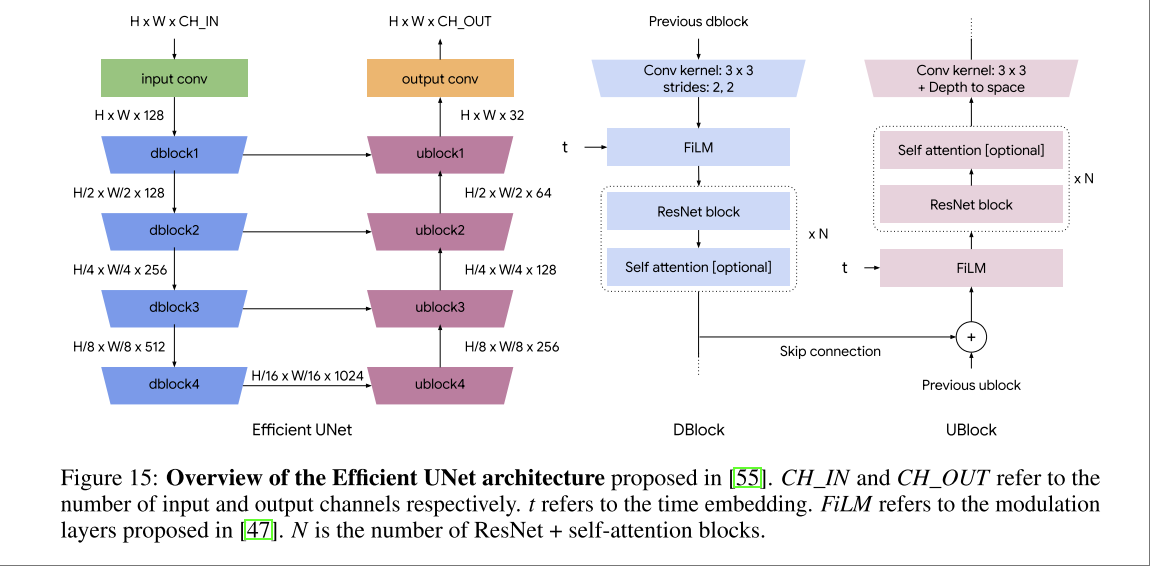 H x W x CH_IN
input conv
H x W x 128
dblock1
H/2 x W/2 x 128
dblock2
H/4 x W/4 x 256
dblock3
H/8 x W/8 x 512
dblock4
H/16 x W/16 x 1024
H x W x CH_OUT
output conv
H x W x 32
ublock1
H/2 x W/2 x 64
ublock2
H/4 x W/4 x 128
ublock3
H/8 x W/8 x 256
ublock4
Efficient UNet
Previous dblock
Conv kernel: 3 x 3
strides: 2, 2
t
FiLM
ResNet block
Self attention [optional]
x N
Skip connection
DBlock
Conv kernel: 3 x 3
+ Depth to space
Self attention [optional]
ResNet block
x N
t
FiLM
+
Previous ublock
UBlock
Figure 15: Overview of the Efficient UNet architecture proposed in [55]. CH_IN and CH_OUT refer to the
number of input and output channels respectively. t refers to the time embedding. FiLM refers to the modulation
layers proposed in [47]. N is the number of ResNet + self-attention blocks.